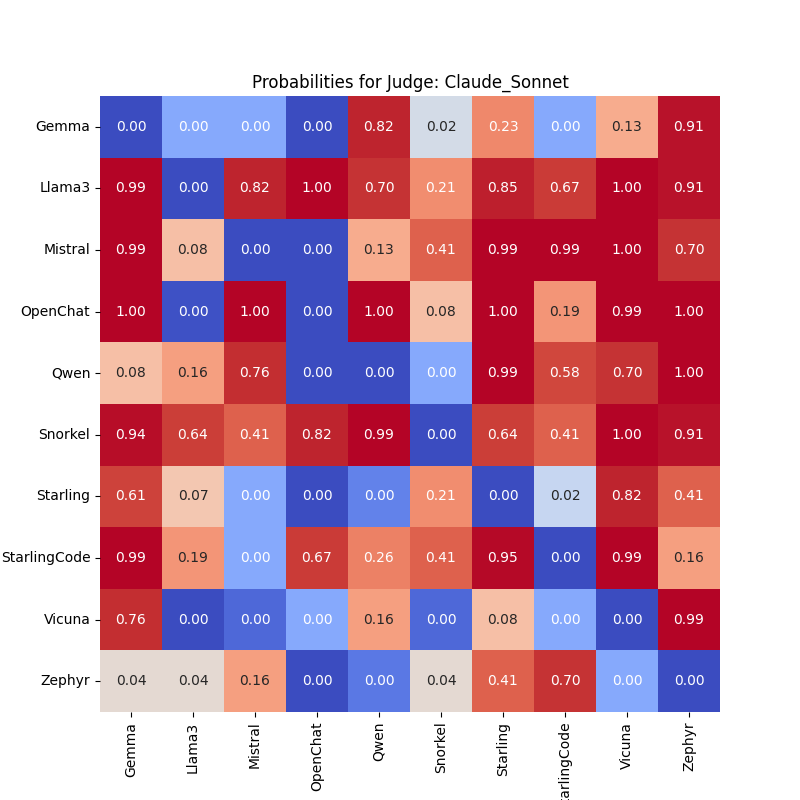 Probabilities for Judge: Claude_Sonnet
Gemma 0.00 0.00 0.00 0.00 0.82 0.02 0.23 0.00 0.13 0.91
Llama3 0.99 0.00 0.82 1.00 0.70 0.21 0.85 0.67 1.00 0.91
Mistral 0.99 0.08 0.00 0.00 0.13 0.41 0.99 0.99 1.00 0.70
OpenChat 1.00 0.00 1.00 0.00 1.00 0.08 1.00 0.19 0.99 1.00
Qwen 0.08 0.16 0.76 0.00 0.00 0.00 0.99 0.58 0.70 1.00
Snorkel 0.94 0.64 0.41 0.82 0.99 0.00 0.64 0.41 1.00 0.91
Starling 0.61 0.07 0.00 0.00 0.00 0.21 0.00 0.02 0.82 0.41
StarlingCode 0.99 0.19 0.00 0.67 0.26 0.41 0.95 0.00 0.99 0.16
Vicuna 0.76 0.00 0.00 0.00 0.16 0.00 0.08 0.00 0.00 0.99
Zephyr 0.04 0.04 0.16 0.00 0.00 0.04 0.41 0.70 0.00 0.00
Gemma Llama3 Mistral OpenChat Qwen Snorkel Starling arlingCode Vicuna Zephyr